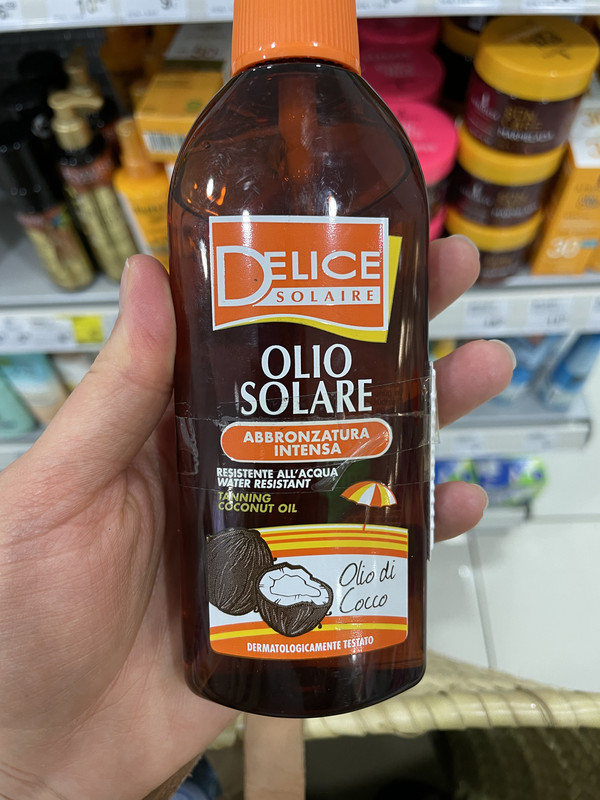 DELICE
SOLAIRE
OLIO
SOLARE
ABBRONZATURA
INTENSA
RESISTENTE ALL'ACQUA
WATER RESISTANT
TANNING
COCONUT OIL
Olio di
Cocco
DERMATOLOGICAMENTE TESTATO
30